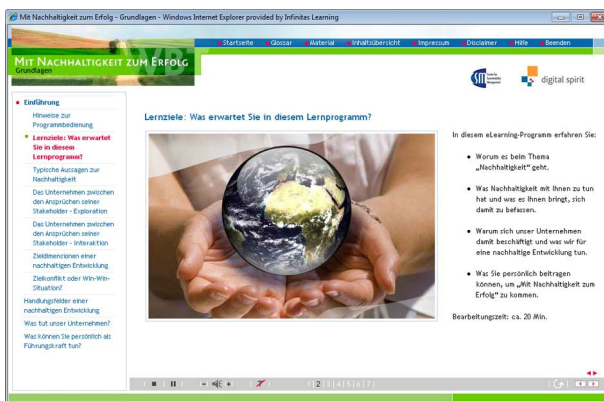 Mit Nachhaltigkeit zum Erfolg - Grundlagen - Windows Internet Explorer provided by Infinitas Learning
Startseite Glossar Material Inhaltsübersicht Impressum Disclaimer Hilfe Beenden
WBT
MIT NACHHALTIGKEIT ZUM ERFOLG
Grundlagen
Centre for
Sustainability
Management
digital spirit
Einführung
Hinweise zur
Programmbedienung
Lernziele: Was erwartet
Sie in diesem
Lernprogramm?
Typische Aussagen zur
Nachhaltigkeit
Das Unternehmen zwischen
den Ansprüchen seiner
Stakeholder - Exploration
Das Unternehmen zwischen
den Ansprüchen seiner
Stakeholder - Interaktion
Zieldimensionen einer
nachhaltigen Entwicklung
Zielkonflikt oder Win-Win-
Situation?
Handlungsfelder einer
nachhaltigen Entwicklung
Was tut unser Unternehmen?
Was können Sie persönlich als
Führungskraft tun?
Lernziele: Was erwartet Sie in diesem Lernprogramm?
In diesem eLearning-Programm erfahren Sie:
Worum es beim Thema
„Nachhaltigkeit“ geht.
Was Nachhaltigkeit mit Ihnen zu tun
hat und was es Ihnen bringt, sich
damit zu befassen.
Warum sich unser Unternehmen
damit beschäftigt und was wir für
eine nachhaltige Entwicklung tun.
Was Sie persönlich beitragen
können, um „Mit Nachhaltigkeit zum
Erfolg“ zu kommen.
Bearbeitungszeit: ca. 20 Min.
1|2|3|4|5|6|7|